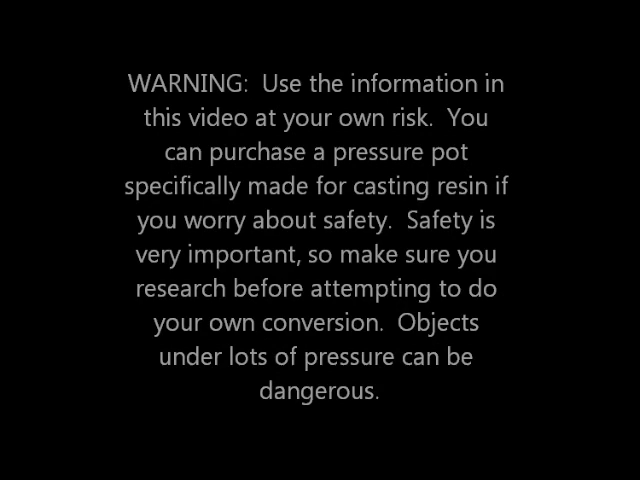 WARNING:  Use the information in
this video at your own risk.  You
can purchase a pressure pot
specifically made for casting resin if
you worry about safety.  Safety is
very important, so make sure you
research before attempting to do
your own conversion.  Objects
under lots of pressure can be
dangerous.